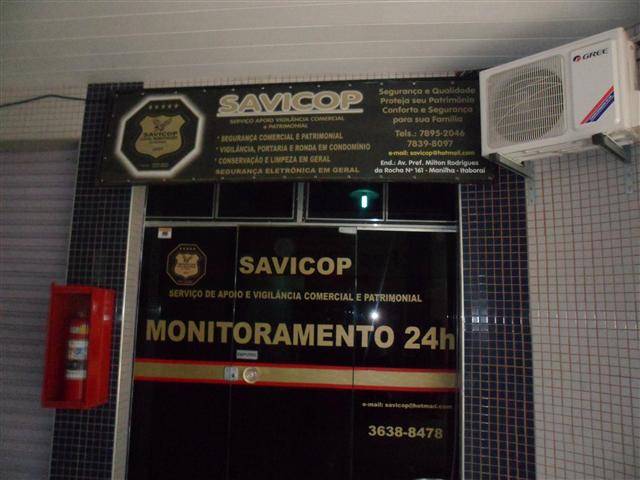 SAVICOP
SERVIÇO APOIO VIGILÂNCIA COMERCIAL
e PATRIMONIAL
* SEGURANÇA COMERCIAL E PATRIMONIAL
* VIGILÂNCIA, PORTARIA E RONDA EM CONDOMÍNIO
* CONSERVAÇÃO E LIMPEZA EM GERAL
SEGURANÇA ELETRÔNICA EM GERAL
Segurança e Qualidade
Proteja seu Patrimônio
Conforto e Segurança
para sua Família
Tels.: 7895-2046
7839-8097
e-mail: savicop@hotmail.com
End.: Av. Pref. Milton Rodrigues
da Rocha Nº 161 - Manilha - Itaboraí
SAVICOP
GREE
SAVICOP
SERVIÇO DE APOIO E VIGILÂNCIA COMERCIAL E PATRIMONIAL
MONITORAMENTO 24h
e-mail: savicop@hotmail.com
3638-8478